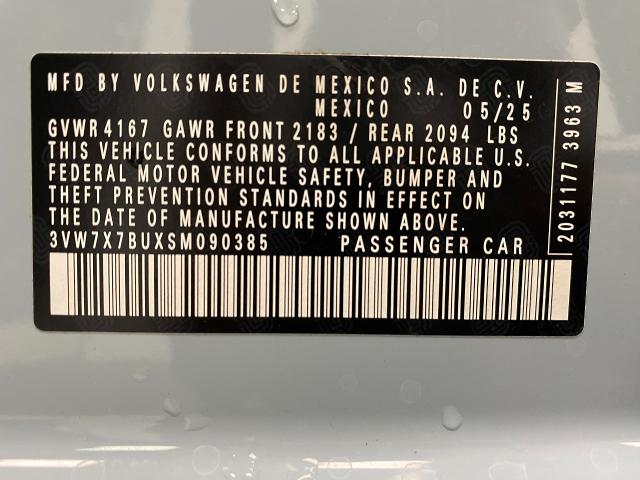 MFD BY VOLKSWAGEN DE MEXICO S.A. DE C.V.
MEXICO 05/25
GVWR 4167 GAWR FRONT 2183 / REAR 2094 LBS
THIS VEHICLE CONFORMS TO ALL APPLICABLE U.S.
FEDERAL MOTOR VEHICLE SAFETY, BUMPER AND
THEFT PREVENTION STANDARDS IN EFFECT ON
THE DATE OF MANUFACTURE SHOWN ABOVE.
3VW7X7BUXSM090385 PASSENGER CAR
2031177 3963 M